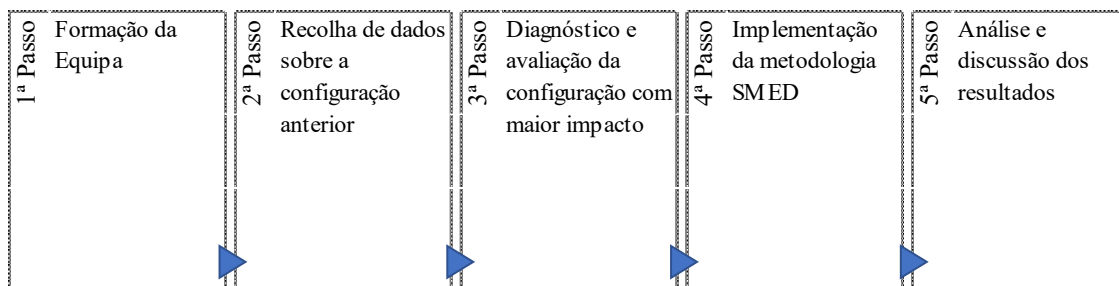 1ª Passo
Formação da
Equipa
2ª Passo
Recolha de dados
sobre a
configuração
anterior
3ª Passo
Diagnóstico e
avaliação da
configuração com
maior impacto
4ª Passo
Implementação
da metodologia
SMED
5ª Passo
Análise e
discussão dos
resultados